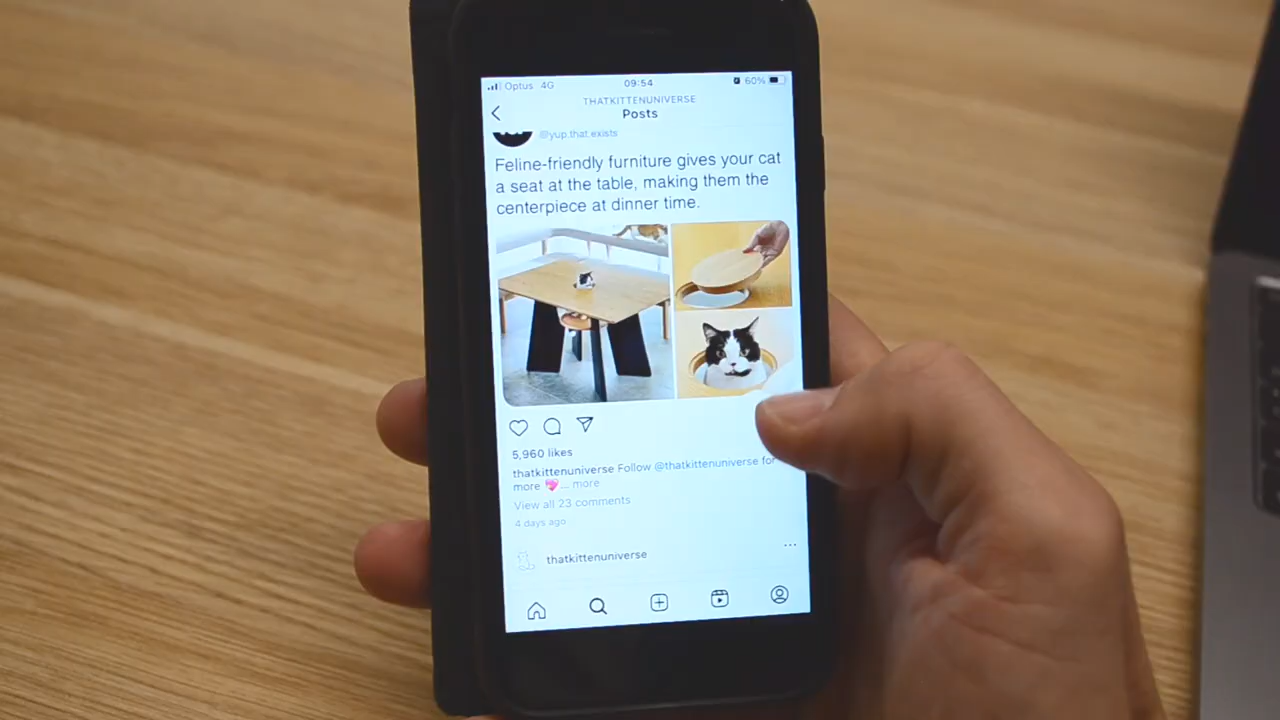 Optus 4G 09:54 60%
THATKITTENUNIVERSE
Posts
@yup.that.exists
Feline-friendly furniture gives your cat
a seat at the table, making them the
centerpiece at dinner time.
5,960 likes
thatkittenuniverse Follow @thatkittenuniverse for
more 💖... more
View all 23 comments
4 days ago
thatkittenuniverse